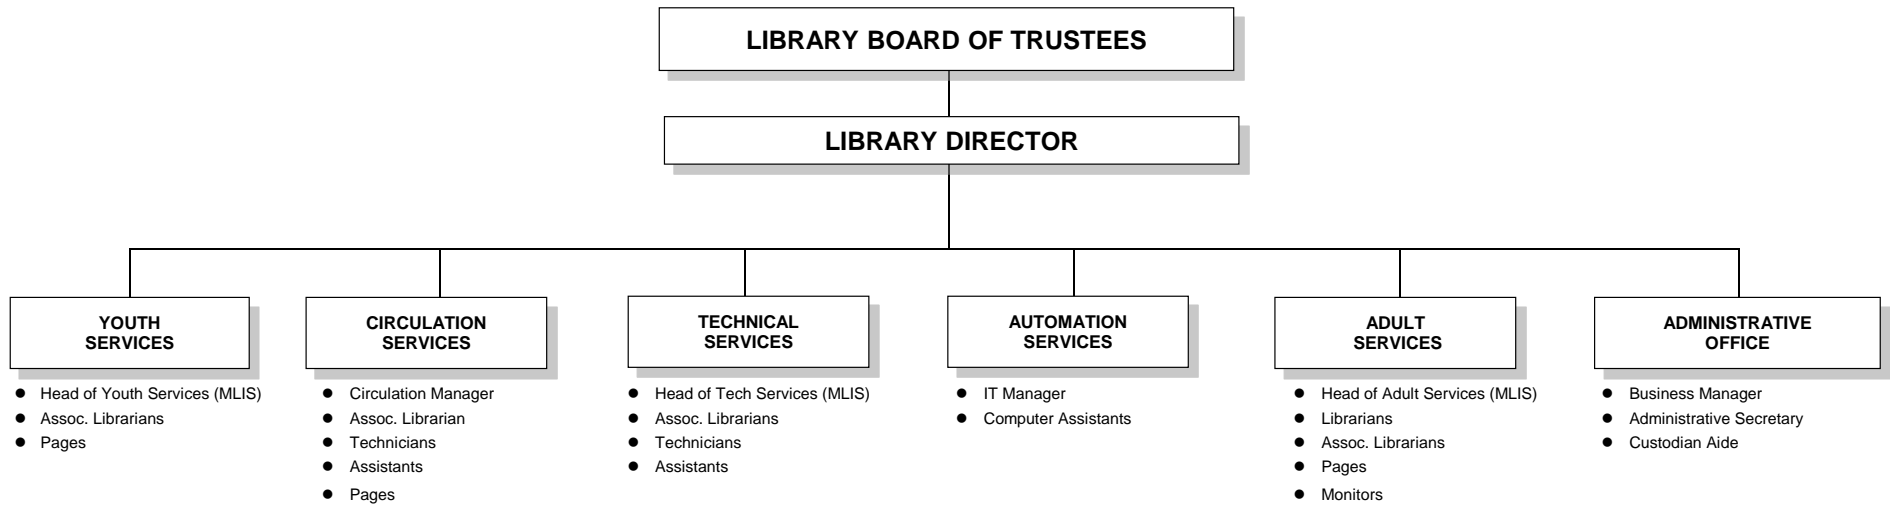 LIBRARY BOARD OF TRUSTEES
LIBRARY DIRECTOR
YOUTH
SERVICES
● Head of Youth Services (MLIS)
● Assoc. Librarians
● Pages
CIRCULATION
SERVICES
● Circulation Manager
● Assoc. Librarian
● Technicians
● Assistants
● Pages
TECHNICAL
SERVICES
● Head of Tech Services (MLIS)
● Assoc. Librarians
● Technicians
● Assistants
AUTOMATION
SERVICES
● IT Manager
● Computer Assistants
ADULT
SERVICES
● Head of Adult Services (MLIS)
● Librarians
● Assoc. Librarians
● Pages
● Monitors
ADMINISTRATIVE
OFFICE
● Business Manager
● Administrative Secretary
● Custodian Aide